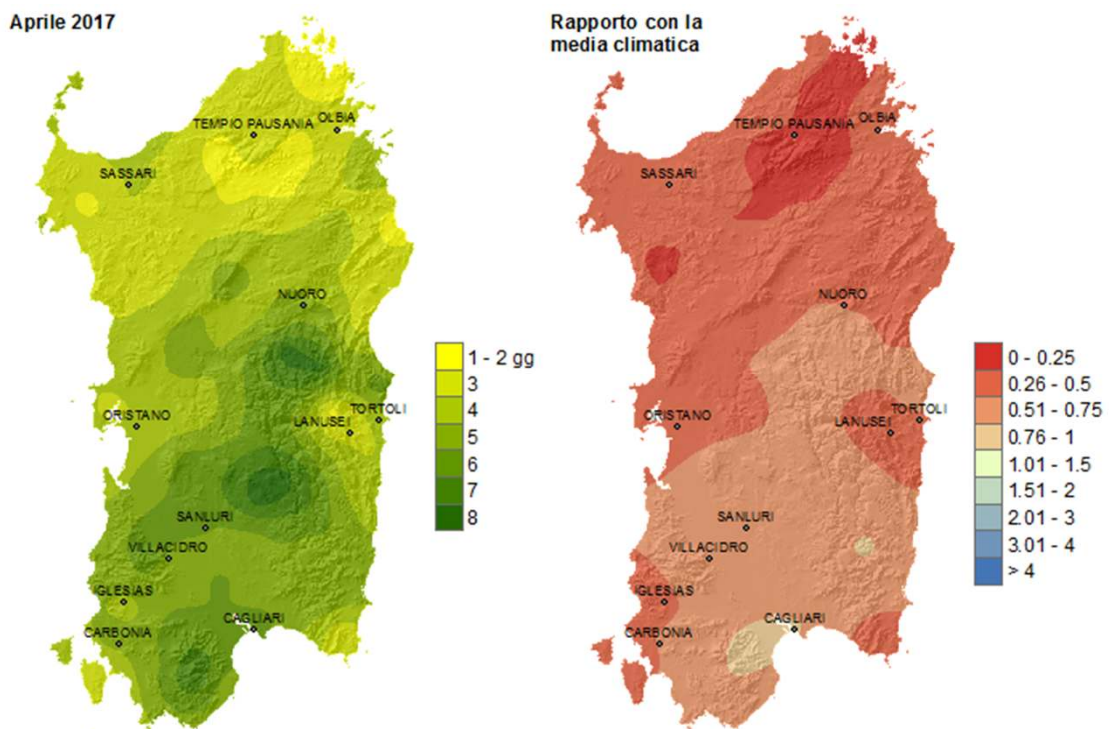 Aprile 2017
TEMPIO PAUSANIA
OLBIA
SASSARI
NUORO
ORISTANO
TORTOLI
LANUSEI
SANLURI
VILLACIDRO
IGLESIAS
CAGLIARI
CARBONIA
1 - 2 gg
3
4
5
6
7
8
Rapporto con la
media climatica
TEMPIO PAUSANIA
OLBIA
SASSARI
NUORO
ORISTANO
TORTOLI
LANUSEI
SANLURI
VILLACIDRO
IGLESIAS
CAGLIARI
CARBONIA
0 - 0.25
0.26 - 0.5
0.51 - 0.75
0.76 - 1
1.01 - 1.5
1.51 - 2
2.01 - 3
3.01 - 4
> 4